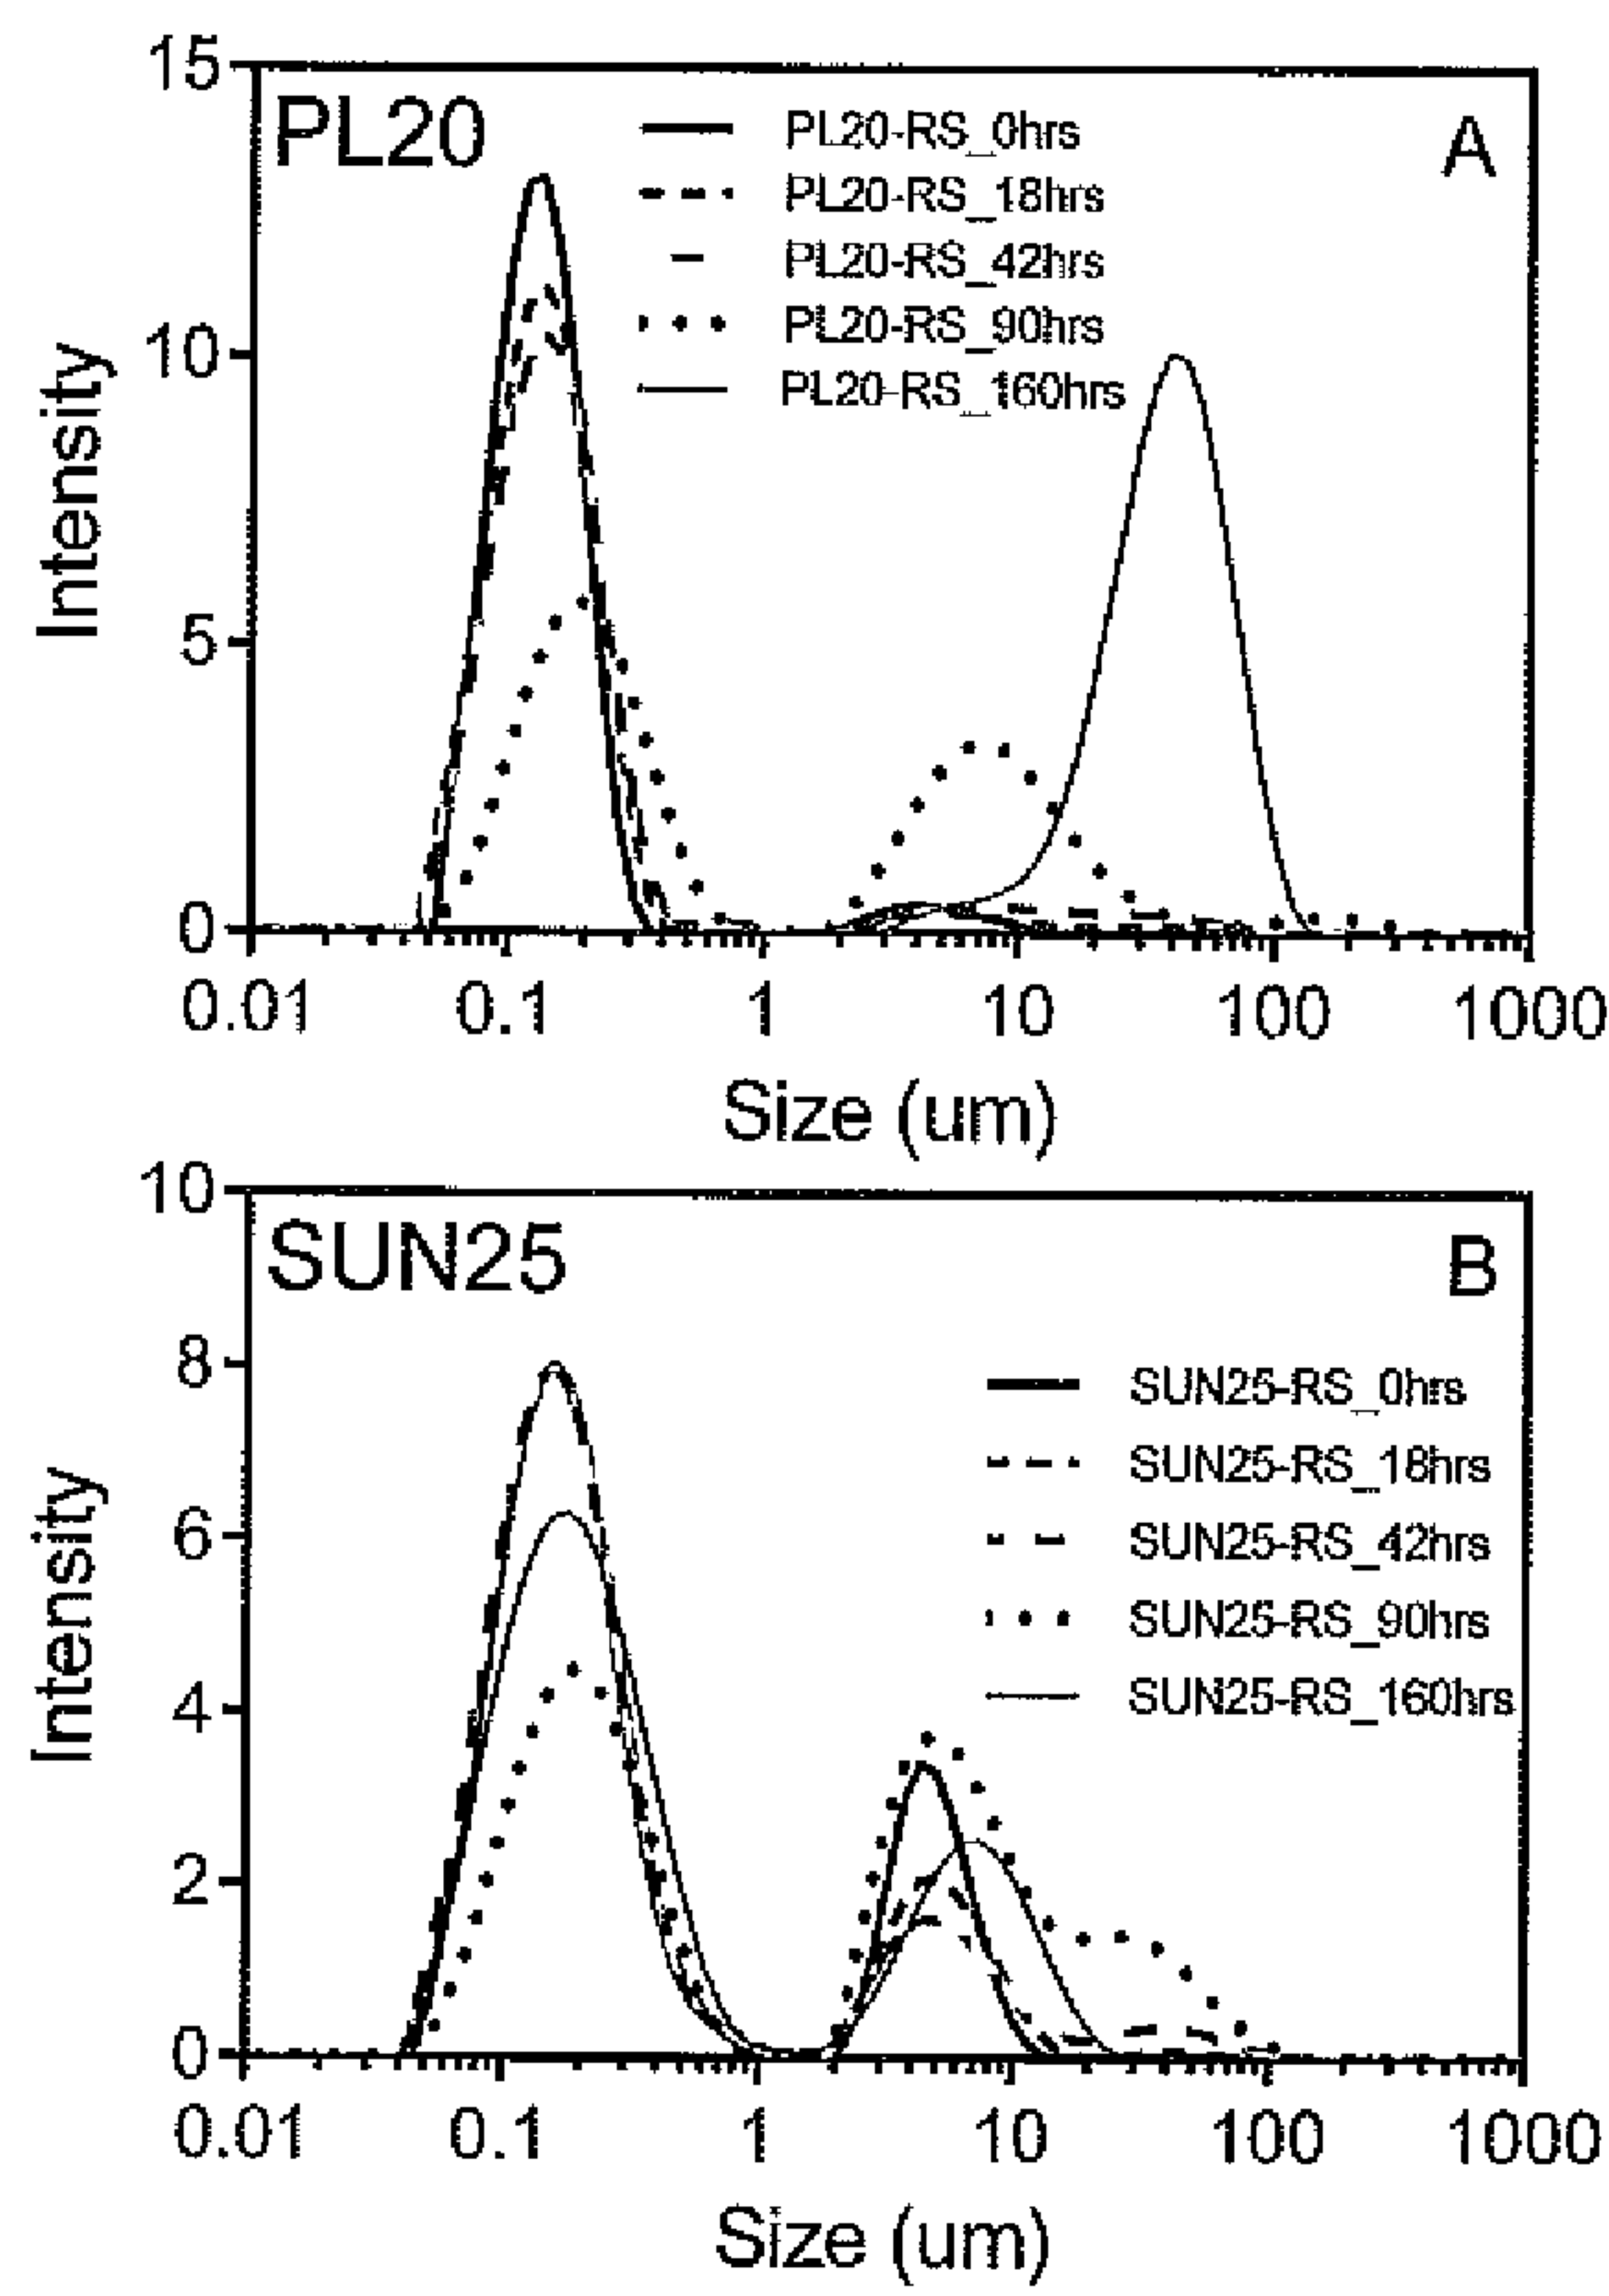 15
PL20
A
PL20-RS_0hrs
PL20-RS_18hrs
PL20-RS_42hrs
PL20-RS_90hrs
PL20-RS_160hrs
10
5
0
Intensity
0.01 0.1 1 10 100 1000
Size (um)
10
SUN25
B
8
SUN25-RS_0hrs
SUN25-RS_18hrs
SUN25-RS_42hrs
SUN25-RS_90hrs
SUN25-RS_160hrs
6
4
2
0
Intensity
0.01 0.1 1 10 100 1000
Size (um)